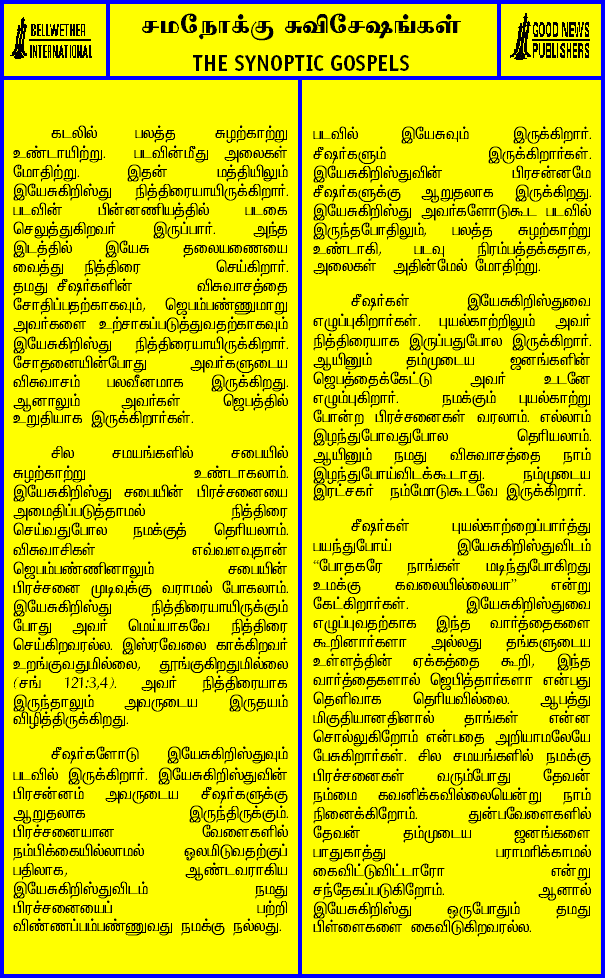 BELLWETHER
INTERNATIONAL
சமநோக்கு சுவிசேஷங்கள்
THE SYNOPTIC GOSPELS
GOOD NEWS
PUBLISHERS
கடலில் பலத்த சுழற்காற்று
உண்டாயிற்று. படவின்மீது அலைகள்
மோதிற்று. இதன் மத்தியிலும்
இயேசுகிறிஸ்து நித்திரையாயிருக்கிறார்.
படவின் பின்னணியத்தில் படகை
செலுத்துகிறவர் இருப்பார். அந்த
இடத்தில் இயேசு தலையணையை
வைத்து நித்திரை செய்கிறார்.
தமது சீஷர்களின் விசுவாசத்தை
சோதிப்பதற்காகவும், ஜெபம்பண்ணுமாறு
அவர்களை உற்சாகப்படுத்துவதற்காகவும்
இயேசுகிறிஸ்து நித்திரையாயிருக்கிறார்.
சோதனையின்போது அவர்களுடைய
விசுவாசம் பலவீனமாக இருக்கிறது.
ஆனாலும் அவர்கள் ஜெபத்தில்
உறுதியாக இருக்கிறார்கள்.
சில சமயங்களில் சபையில்
சுழற்காற்று உண்டாகலாம்.
இயேசுகிறிஸ்து சபையின் பிரச்சனையை
அமைதிப்படுத்தாமல் நித்திரை
செய்வதுபோல நமக்குத் தெரியலாம்.
விசுவாசிகள் எவ்வளவுதான்
ஜெபம்பண்ணினாலும் சபையின்
பிரச்சனை முடிவுக்கு வராமல் போகலாம்.
இயேசுகிறிஸ்து நித்திரையாயிருக்கும்
போது அவர் மெய்யாகவே நித்திரை
செய்கிறவரல்ல. இஸ்ரவேலை காக்கிறவர்
உறங்குவதுமில்லை, தூங்குகிறதுமில்லை
(சங் 121:3,4). அவர் நித்திரையாக
இருந்தாலும் அவருடைய இருதயம்
விழித்திருக்கிறது.
சீஷர்களோடு இயேசுகிறிஸ்துவும்
படவில் இருக்கிறார். இயேசுகிறிஸ்துவின்
பிரசன்னம் அவருடைய சீஷர்களுக்கு
ஆறுதலாக இருந்திருக்கும்.
பிரச்சனையான வேளைகளில்
நம்பிக்கையில்லாமல் ஓலமிடுவதற்குப்
பதிலாக, ஆண்டவராகிய
இயேசுகிறிஸ்துவிடம் நமது
பிரச்சனையைப் பற்றி
விண்ணப்பம்பண்ணுவது நமக்கு நல்லது.
படவில் இயேசுவும் இருக்கிறார்.
சீஷர்களும் இருக்கிறார்கள்.
இயேசுகிறிஸ்துவின் பிரசன்னமே
சீஷர்களுக்கு ஆறுதலாக இருக்கிறது.
இயேசுகிறிஸ்து அவர்களோடுகூட படவில்
இருந்தபோதிலும், பலத்த சுழற்காற்று
உண்டாகி, படவு நிரம்பத்தக்கதாக,
அலைகள் அதின்மேல் மோதிற்று.
சீஷர்கள் இயேசுகிறிஸ்துவை
எழுப்புகிறார்கள். புயல்காற்றிலும் அவர்
நித்திரையாக இருப்பதுபோல இருக்கிறார்.
ஆயினும் தம்முடைய ஜனங்களின்
ஜெபத்தைக்கேட்டு அவர் உடனே
எழும்புகிறார். நமக்கும் புயல்காற்று
போன்ற பிரச்சனைகள் வரலாம். எல்லாம்
இழந்துபோவதுபோல தெரியலாம்.
ஆயினும் நமது விசுவாசத்தை நாம்
இழந்துபோய்விடக்கூடாது. நம்முடைய
இரட்சகர் நம்மோடுகூடவே இருக்கிறார்.
சீஷர்கள் புயல்காற்றைப்பார்த்து
பயந்துபோய் இயேசுகிறிஸ்துவிடம்
“போதகரே நாங்கள் மடிந்துபோகிறது
உமக்கு கவலையில்லையா” என்று
கேட்கிறார்கள். இயேசுகிறிஸ்துவை
எழுப்புவதற்காக இந்த வார்த்தைகளை
கூறினார்களா அல்லது தங்களுடைய
உள்ளத்தின் ஏக்கத்தை கூறி, இந்த
வார்த்தைகளால் ஜெபித்தார்களா என்பது
தெளிவாக தெரியவில்லை. ஆபத்து
மிகுதியானதினால் தாங்கள் என்ன
சொல்லுகிறோம் என்பதை அறியாமலேயே
பேசுகிறார்கள். சில சமயங்களில் நமக்கு
பிரச்சனைகள் வரும்போது தேவன்
நம்மை கவனிக்கவில்லையென்று நாம்
நினைக்கிறோம். துன்பவேளைகளில்
தேவன் தம்முடைய ஜனங்களை
பாதுகாத்து பராமரிக்காமல்
கைவிட்டுவிட்டாரோ என்று
சந்தேகப்படுகிறோம். ஆனால்
இயேசுகிறிஸ்து ஒருபோதும் தமது
பிள்ளைகளை கைவிடுகிறவரல்ல.